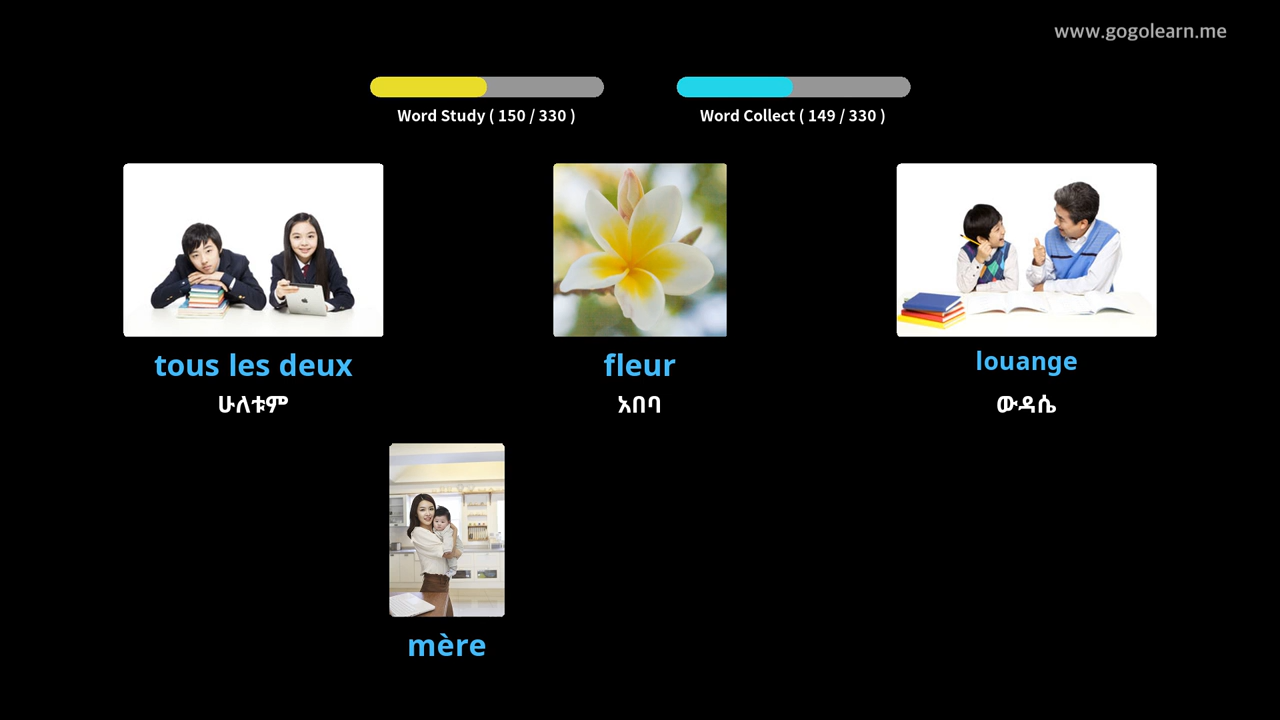 www.gogolearn.me
Word Study ( 150 / 330 )
Word Collect ( 149 / 330 )
tous les deux
ሁለቱም
fleur
አበባ
louange
ውዳሴ
mère